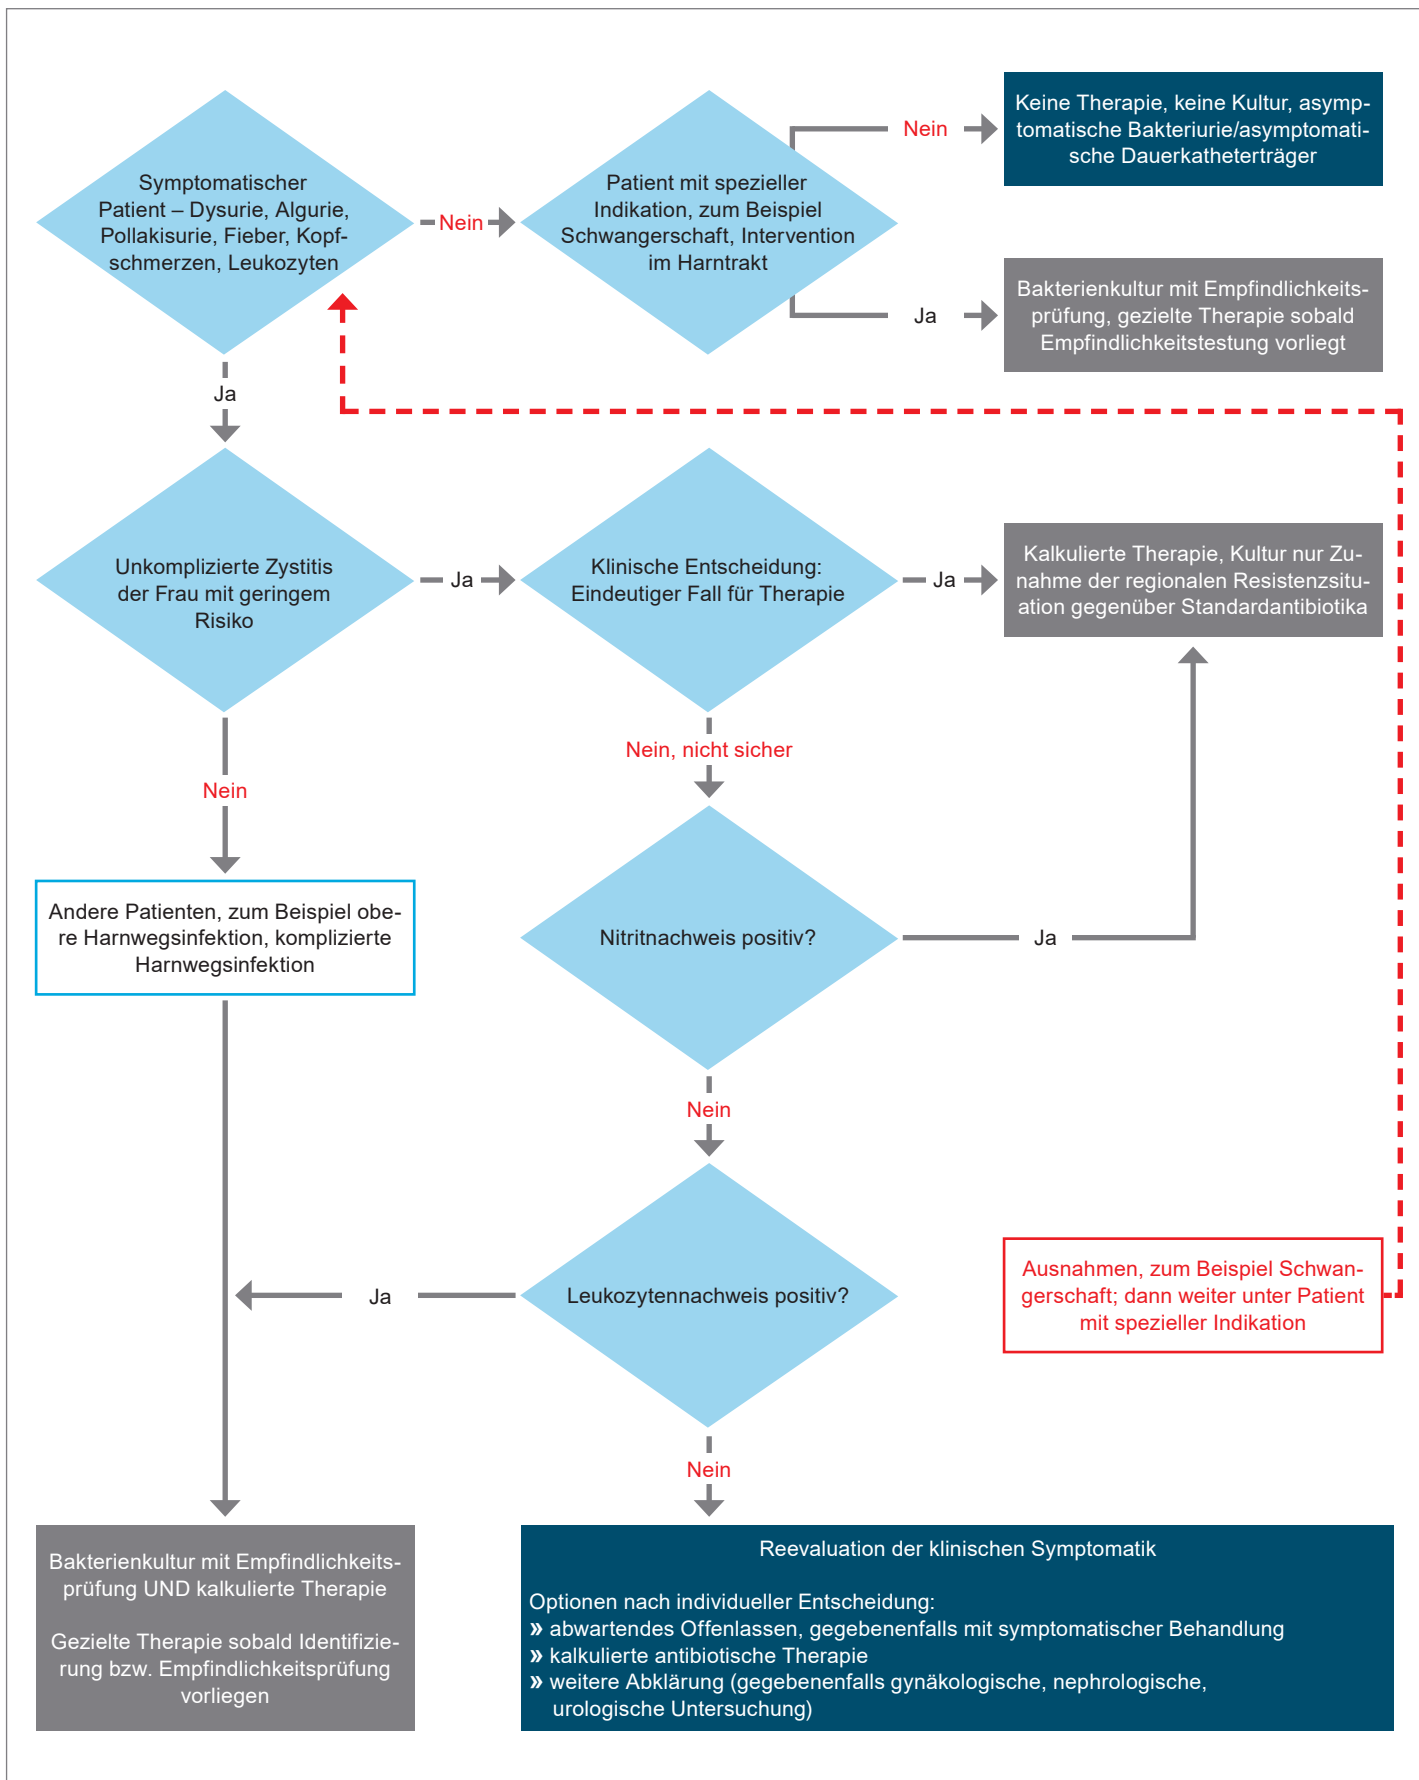 Symptomatischer
Patient – Dysurie, Algurie,
Pollakisurie, Fieber, Kopf-
schmerzen, Leukozyten
Nein
Patient mit spezieller
Indikation, zum Beispiel
Schwangerschaft, Intervention
im Harntrakt
Nein
Keine Therapie, keine Kultur, asymp-
tomatische Bakteriurie/asymptomati-
sche Dauerkatheterträger
Ja
Bakterienkultur mit Empfindlichkeits-
prüfung, gezielte Therapie sobald
Empfindlichkeitstestung vorliegt
Ja
Unkomplizierte Zystitis
der Frau mit geringem
Risiko
Ja
Klinische Entscheidung:
Eindeutiger Fall für Therapie
Ja
Kalkulierte Therapie, Kultur nur Zu-
nahme der regionalen Resistenzsitu-
ation gegenüber Standardantibiotika
Nein, nicht sicher
Nein
Andere Patienten, zum Beispiel obe-
re Harnwegsinfektion, komplizierte
Harnwegsinfektion
Nitritnachweis positiv?
Ja
Nein
Leukozytennachweis positiv?
Ja
Ausnahmen, zum Beispiel Schwan-
gerschaft; dann weiter unter Patient
mit spezieller Indikation
Nein
Bakterienkultur mit Empfindlichkeits-
prüfung UND kalkulierte Therapie
Gezielte Therapie sobald Identifizie-
rung bzw. Empfindlichkeitsprüfung
vorliegen
Reevaluation der klinischen Symptomatik
Optionen nach individueller Entscheidung:
» abwartendes Offenlassen, gegebenenfalls mit symptomatischer Behandlung
» kalkulierte antibiotische Therapie
» weitere Abklärung (gegebenenfalls gynäkologische, nephrologische,
urologische Untersuchung)